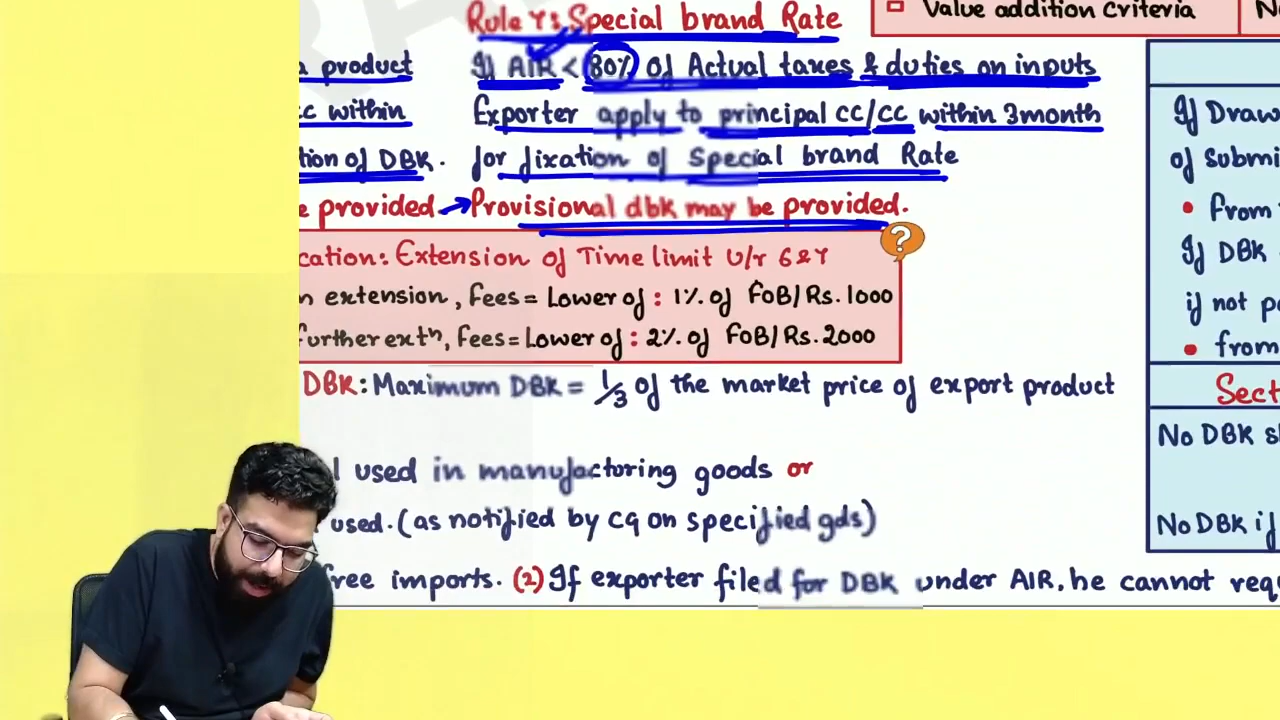 Rule 7: Special brand Rate
□ Value addition Criteria
No
product
If AIR < 80% of Actual taxes & duties on inputs
cc within
Exporter apply to principal CC/CC within 3month
tion of DBK. for fixation of Special brand Rate
e provided → Provisional dbk may be provided.
?
cation: Extension of Time limit U/r 6&7
n extension, Fees = Lower of : 1% of FOB/Rs. 1000
further extn, Fees = Lower of : 2% of FOB/Rs. 2000
DBK: Maximum DBK = 1/3 of the market price of export product
used in manufactoring goods or
used. (as notified by CG on specified gds)
free imports. (2) If exporter filed for DBK under AIR, he cannot req
If Draw
of Submi
• from
If DBK
if not p
• from
Sect
No DBK s
No DBK if